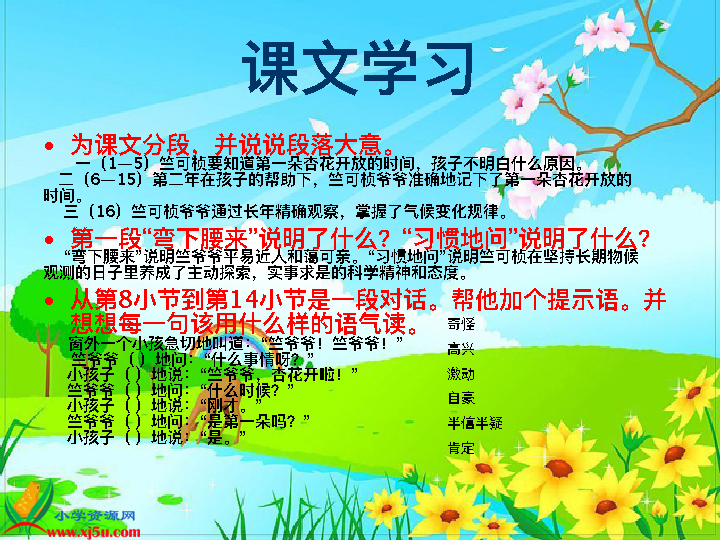 课文学习
• 为课文分段，并说说段落大意。
一（1—5）竺可桢要知道第一朵杏花开放的时间，孩子不明白什么原因。
二（6—15）第二年在孩子的帮助下，竺可桢爷爷准确地记下了第一朵杏花开放的
时间。
三（16）竺可桢爷爷通过长年精确观察，掌握了气候变化规律。
• 第一段“弯下腰来”说明了什么？“习惯地问”说明了什么？
“弯下腰来”说明竺爷爷平易近人和蔼可亲。“习惯地问”说明竺可桢在坚持长期物候
观测的日子里养成了主动探索，实事求是的科学精神和态度。
• 从第8小节到第14小节是一段对话。帮他加个提示语。并
想想每一句该用什么样的语气读。
窗外一个小孩急切地叫道：“竺爷爷！竺爷爷！”
竺爷爷（ ）地问：“什么事情呀？”
小孩子（ ）地说：“竺爷爷，杏花开啦！”
竺爷爷（ ）地问：“什么时候？”
小孩子（ ）地说：“刚才。”
竺爷爷（ ）地问：“是第一朵吗？”
小孩子（ ）地说：“是。”
奇怪
高兴
激动
自豪
半信半疑
肯定
小学资源网
www.xj5u.com